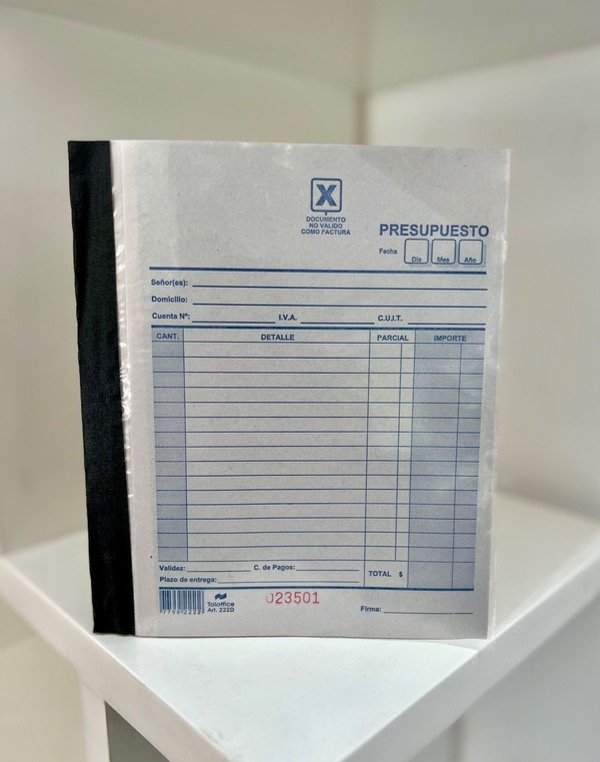 X
DOCUMENTO
NO VALIDO
COMO FACTURA
PRESUPUESTO
Fecha
Día Mes Año
Señor(es):
Domicilio:
Cuenta Nº: I.V.A. C.U.I.T.
CANT. DETALLE PARCIAL IMPORTE
Validez: C. de Pagos:
Plazo de entrega:
TOTAL $
Taloffice
Art. 222D
023501
Firma: